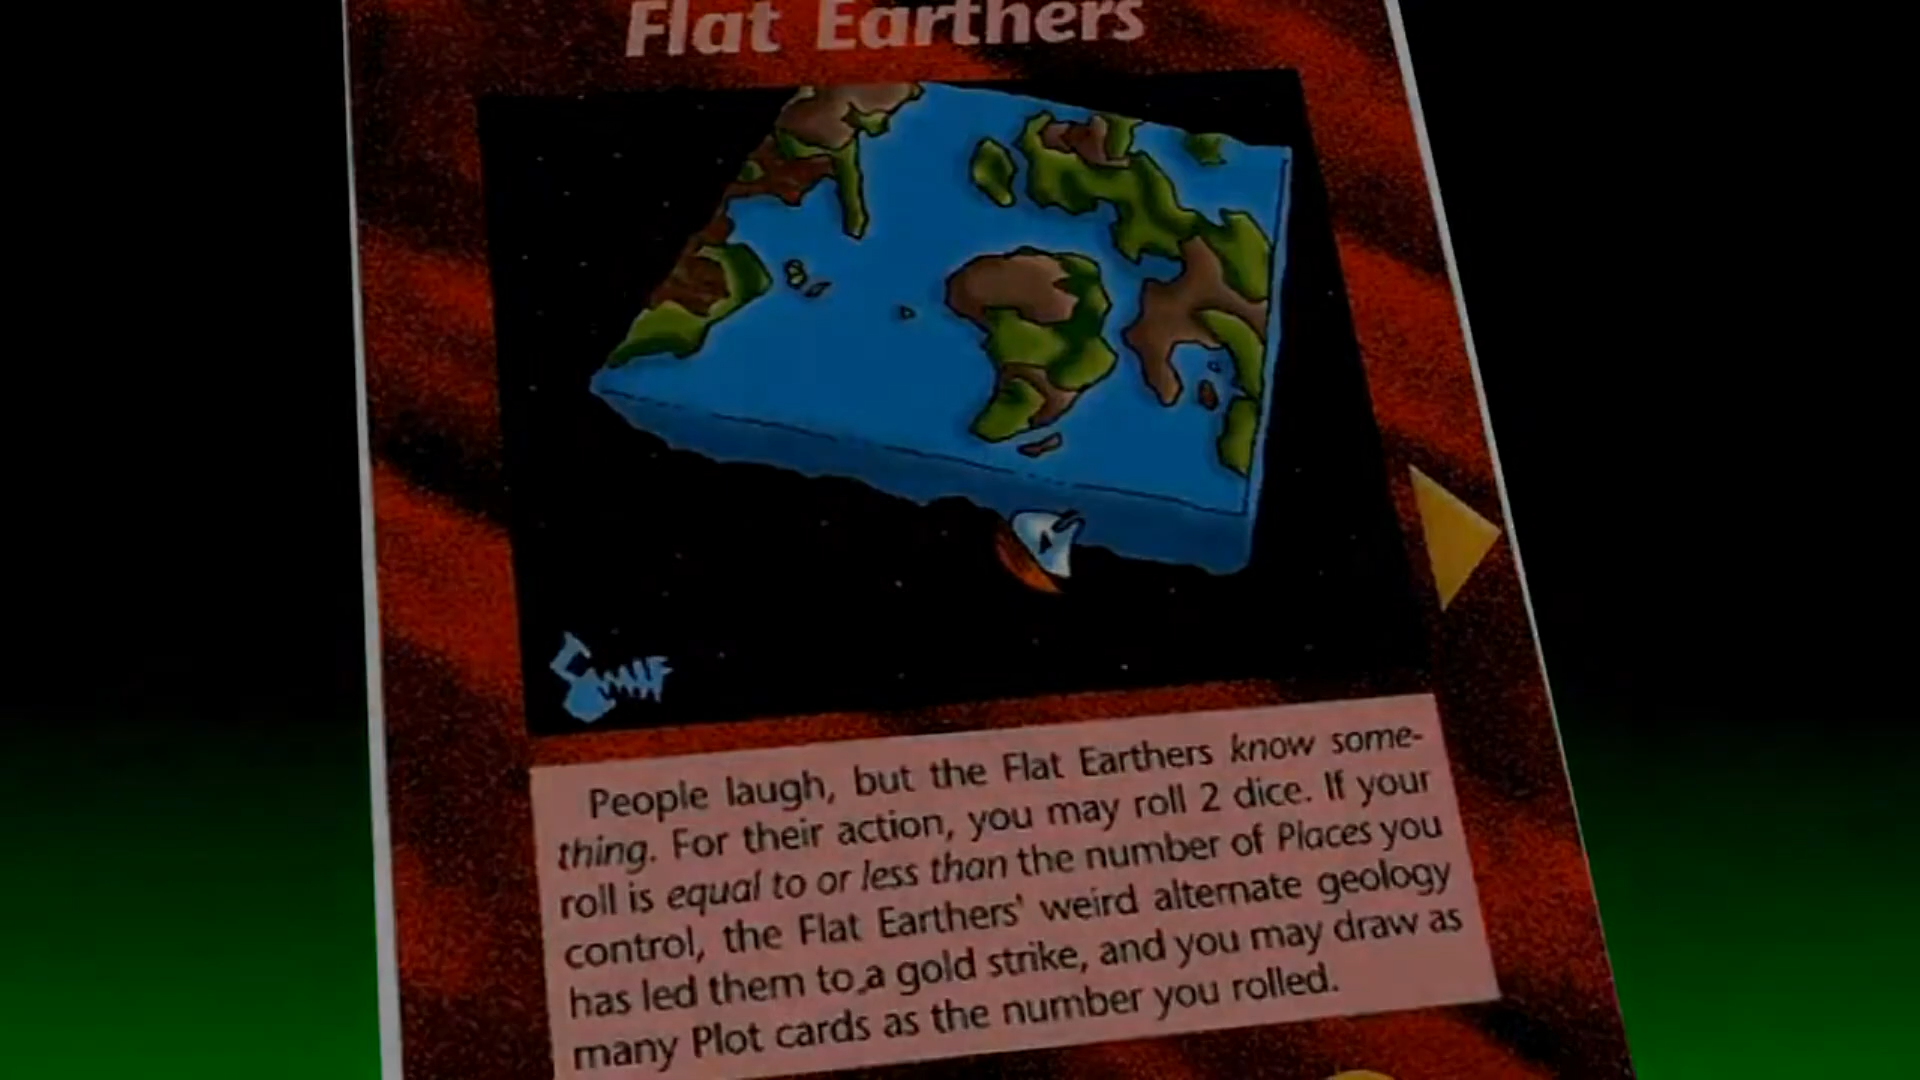 Flat Earthers
People laugh, but the Flat Earthers know some-
thing. For their action, you may roll 2 dice. If your
roll is equal to or less than the number of Places you
control, the Flat Earthers' weird alternate geology
has led them to a gold strike, and you may draw as
many Plot cards as the number you rolled.